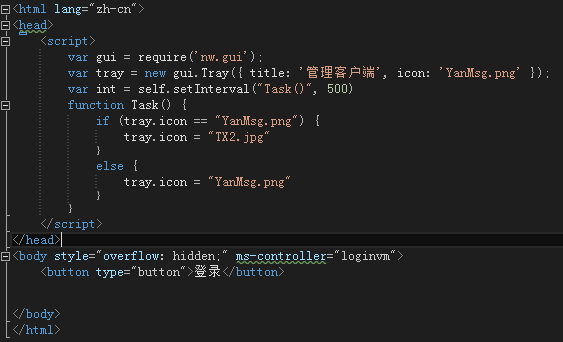 <html lang="zh-cn">
<head>
<script>
var gui = require('nw.gui');
var tray = new gui.Tray({ title: '管理客户端', icon: 'YanMsg.png' });
var int = self.setInterval("Task()", 500)
function Task() {
if (tray.icon == "YanMsg.png") {
tray.icon = "TX2.jpg"
}
else {
tray.icon = "YanMsg.png"
}
}
</script>
</head>
<body style="overflow: hidden;" ms-controller="loginvm">
<button type="button">登录</button>
</body>
</html>